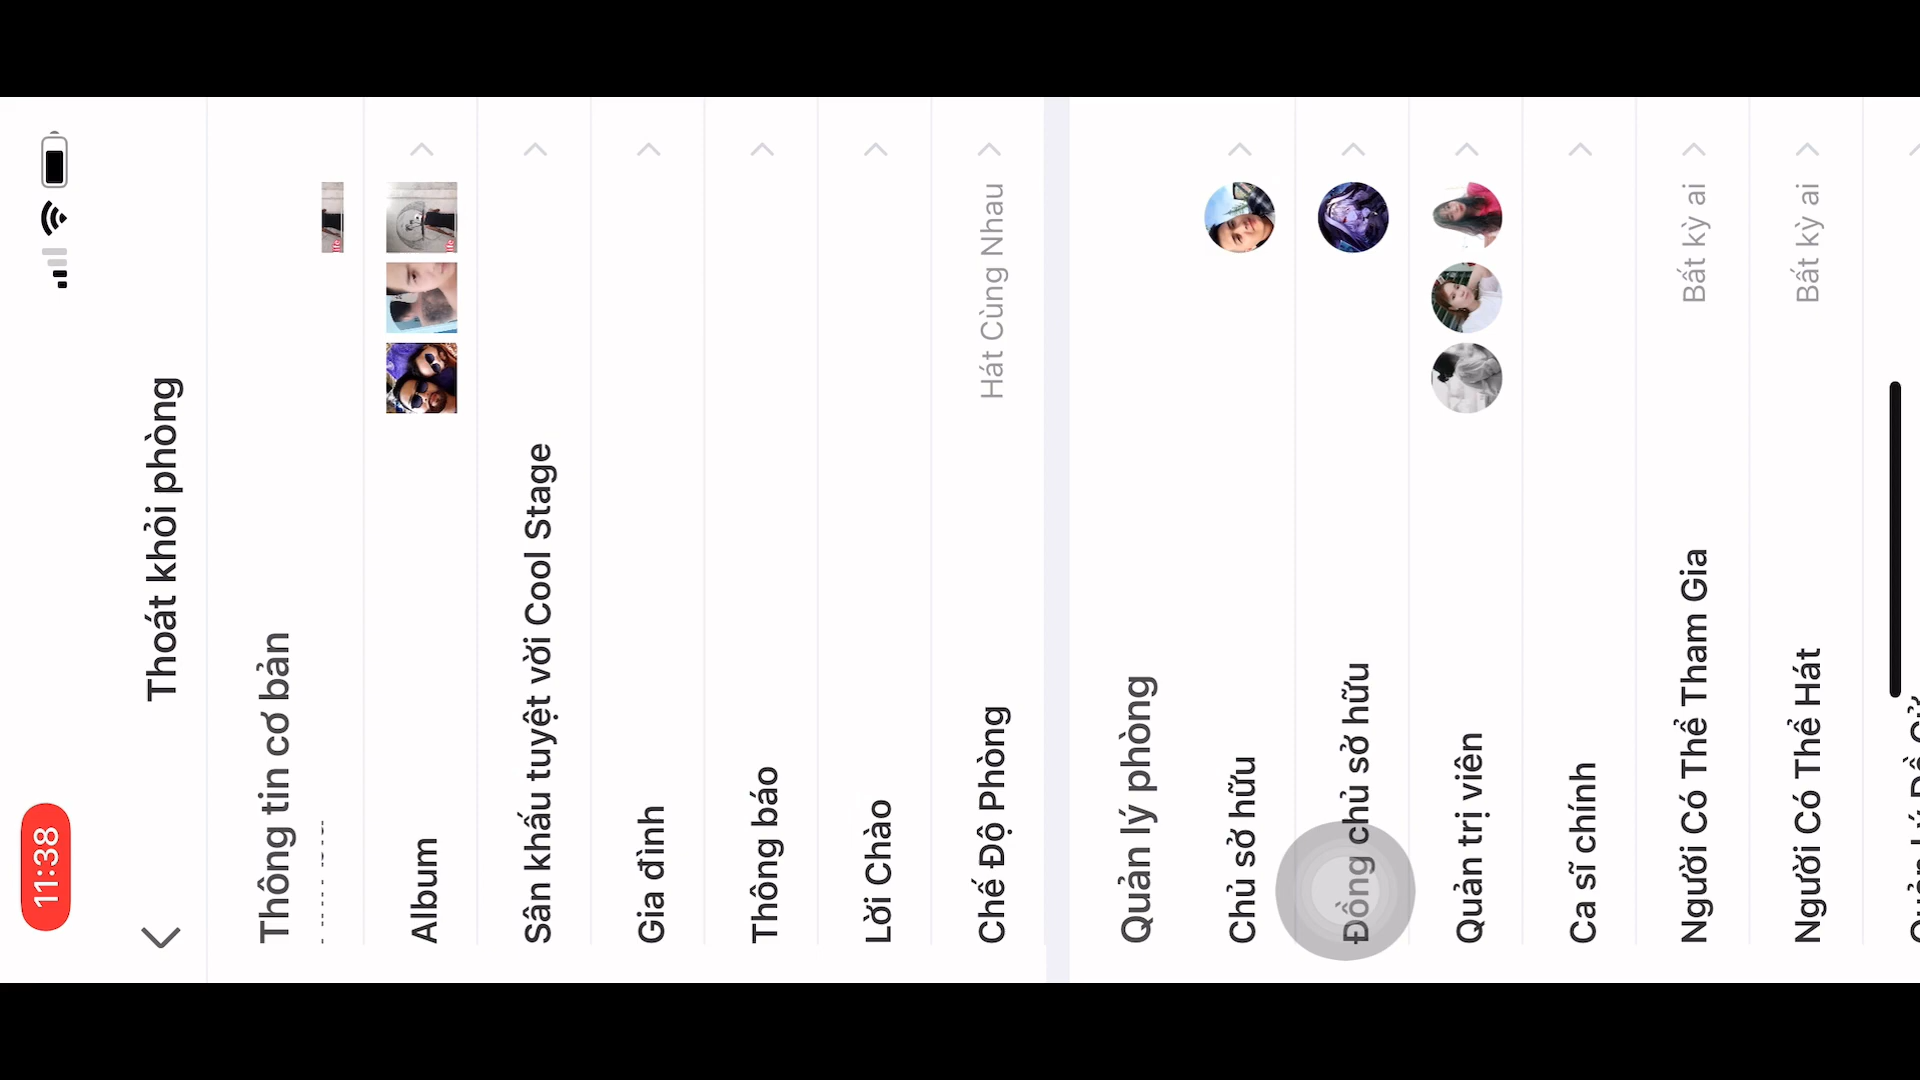 11:38
Thoát khỏi phòng
Thông tin cơ bản
Album
Sân khấu tuyệt vời Cool Stage
Gia đình
Thông báo
Lời Chào
Chế Độ Phòng
Hát Cùng Nhau
Quản lý phòng
Chủ sở hữu
Đồng chủ sở hữu
Quản trị viên
Ca sĩ chính
Người Có Thể Tham Gia
Bất kỳ ai
Người Có Thể Hát
Bất kỳ ai